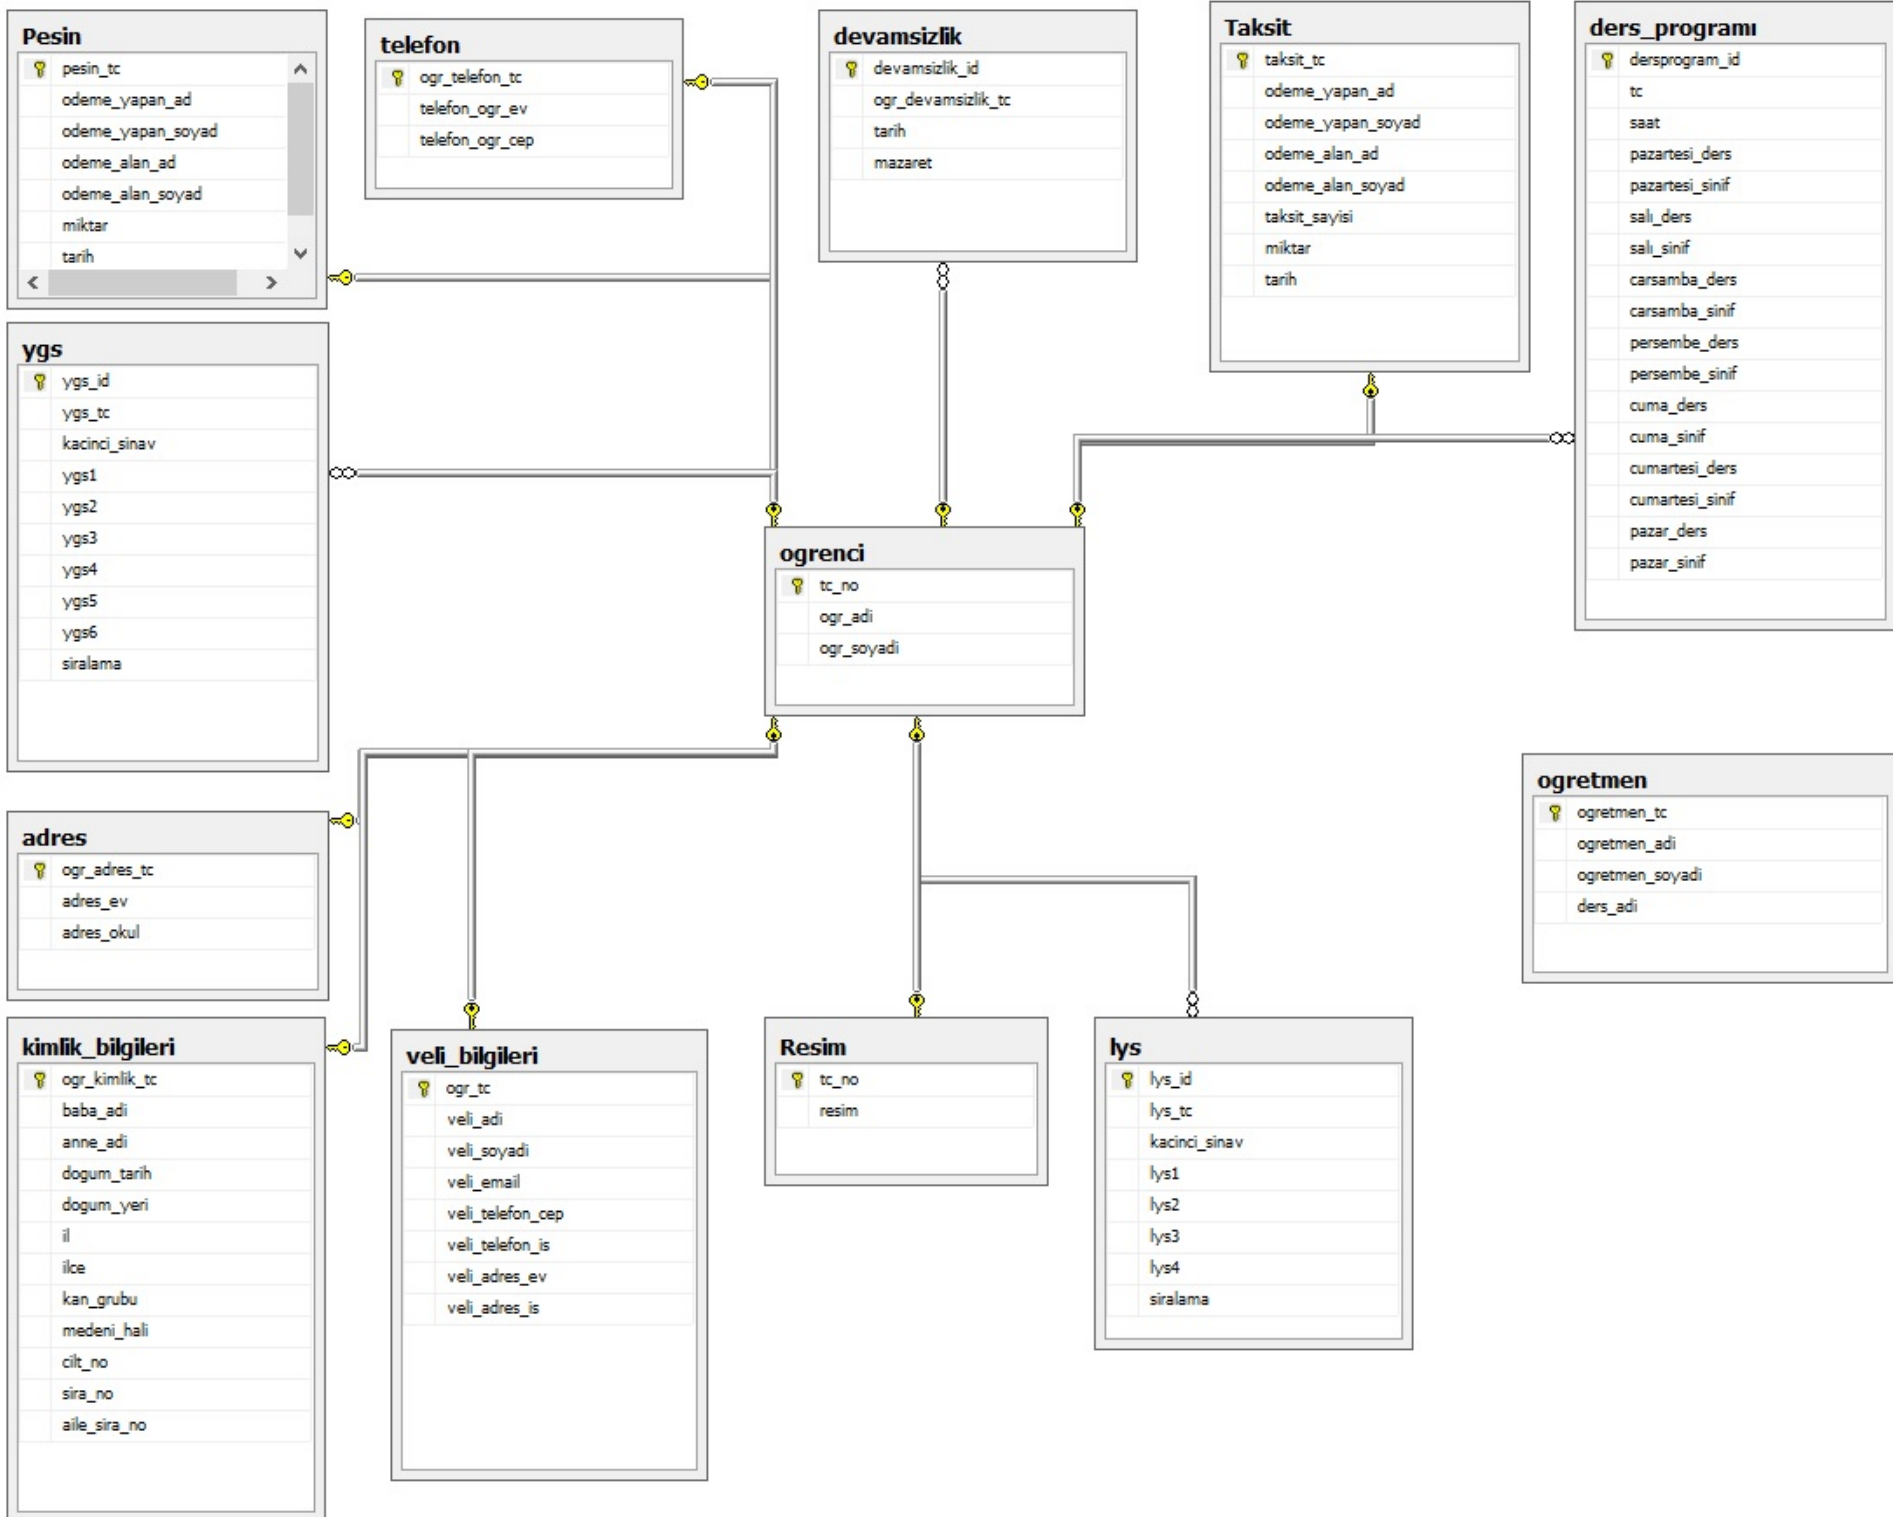 Pesin
pesin_tc
odeme_yapan_ad
odeme_yapan_soyad
odeme_alan_ad
odeme_alan_soyad
miktar
tarih
telefon
ogr_telefon_tc
telefon_ogr_ev
telefon_ogr_cep
devamsizlik
devamsizlik_id
ogr_devamsizlik_tc
tarih
mazaret
Taksit
taksit_tc
odeme_yapan_ad
odeme_yapan_soyad
odeme_alan_ad
odeme_alan_soyad
taksit_sayisi
miktar
tarih
ders_programı
dersprogram_id
tc
saat
pazartesi_ders
pazartesi_sinif
salı_ders
salı_sinif
carsamba_ders
carsamba_sinif
persembe_ders
persembe_sinif
cuma_ders
cuma_sinif
cumartesi_ders
cumartesi_sinif
pazar_ders
pazar_sinif
ygs
ygs_id
ygs_tc
kacinci_sinav
ygs1
ygs2
ygs3
ygs4
ygs5
ygs6
siralama
ogrenci
tc_no
ogr_adi
ogr_soyadi
adres
ogr_adres_tc
adres_ev
adres_okul
ogretmen
ogretmen_tc
ogretmen_adi
ogretmen_soyadi
ders_adi
kimlik_bilgileri
ogr_kimlik_tc
baba_adi
anne_adi
dogum_tarih
dogum_yeri
il
ilce
kan_grubu
medeni_hali
cilt_no
sira_no
aile_sira_no
veli_bilgileri
ogr_tc
veli_adi
veli_soyadi
veli_email
veli_telefon_cep
veli_telefon_is
veli_adres_ev
veli_adres_is
Resim
tc_no
resim
lys
lys_id
lys_tc
kacinci_sinav
lys1
lys2
lys3
lys4
siralama